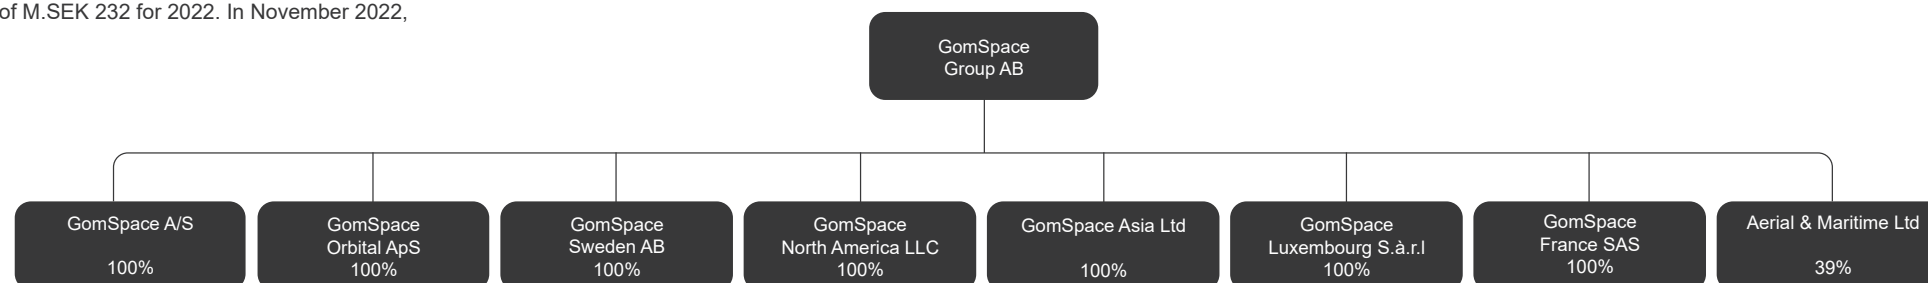 of M.SEK 232 for 2022. In November 2022,
GomSpace
Group AB
GomSpace A/S
100%
GomSpace
Orbital ApS
100%
GomSpace
Sweden AB
100%
GomSpace
North America LLC
100%
GomSpace Asia Ltd
100%
GomSpace
Luxembourg S.à.r.l
100%
GomSpace
France SAS
100%
Aerial & Maritime Ltd
39%